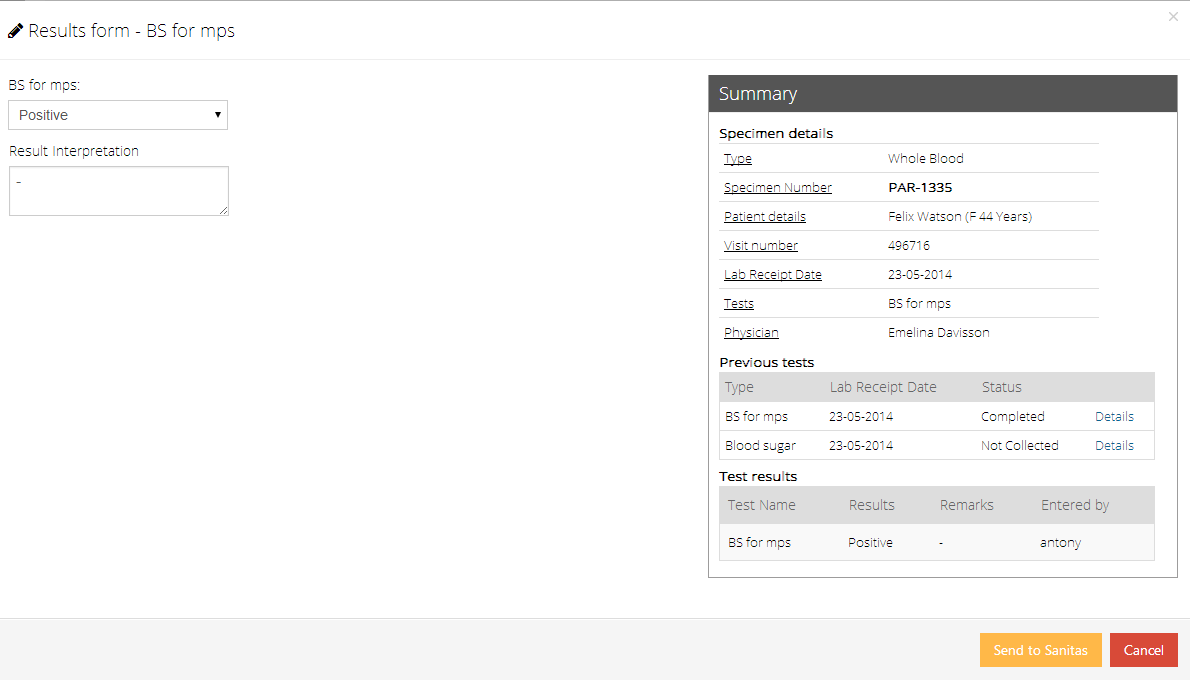 ×
Results form - BS for mps
BS for mps:
Positive
Result Interpretation
-
Summary
Specimen details
Type Whole Blood
Specimen Number PAR-1335
Patient details Felix Watson (F 44 Years)
Visit number 496716
Lab Receipt Date 23-05-2014
Tests BS for mps
Physician Emelina Davisson
Previous tests
Type Lab Receipt Date Status
BS for mps 23-05-2014 Completed Details
Blood sugar 23-05-2014 Not Collected Details
Test results
Test Name Results Remarks Entered by
BS for mps Positive - antony
Send to Sanitas Cancel